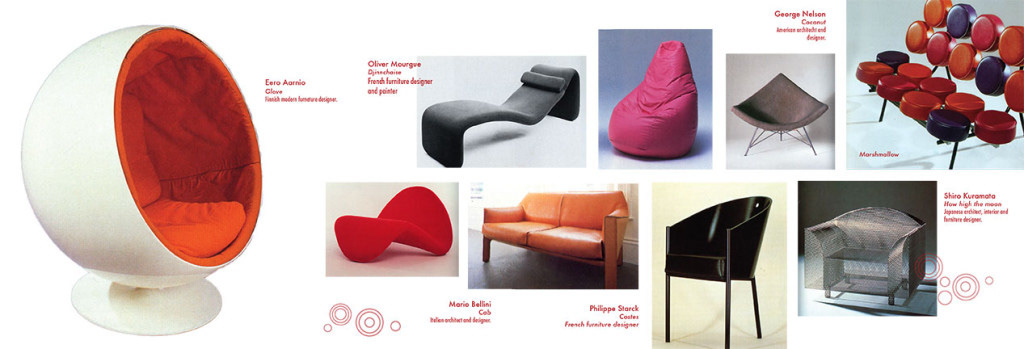 Eero Aarnio
Glove
Finnish modern furniture designer.
Oliver Mourgue
Djinnchaise
French furniture designer
and painter
George Nelson
Coconut
American architecht and
designer.
Marshmallow
Mario Bellini
Cab
Italian architect and designer.
Philippe Starck
Costes
French furniture designer
Shiro Kuramata
How high the moon
Japanese architect, interior and
furniture designer.